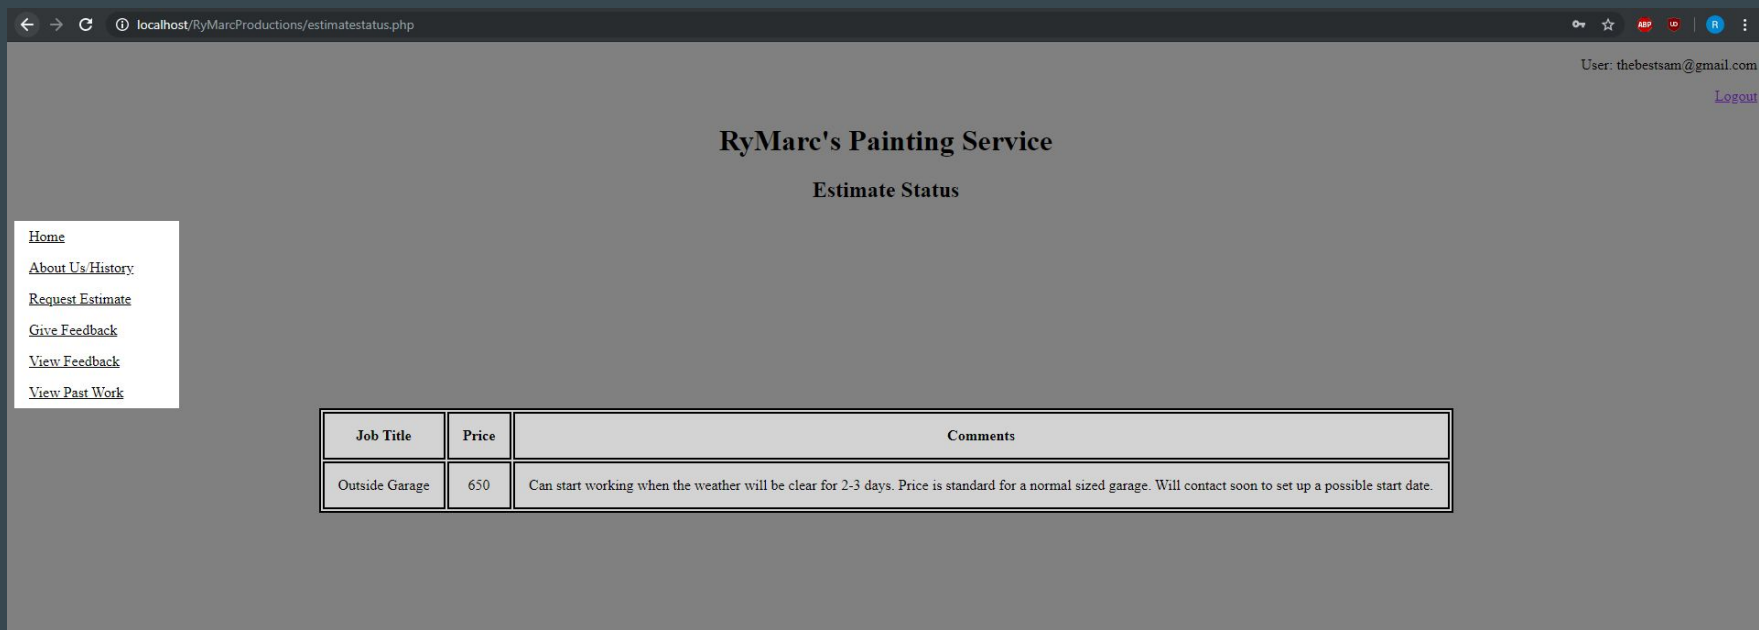 localhost/RyMarcProductions/estimatestatus.php
ABP
UD
R
User: thebestsam@gmail.com
Logout
RyMarc's Painting Service
Estimate Status
Home
About Us/History
Request Estimate
Give Feedback
View Feedback
View Past Work
Job Title Price Comments
Outside Garage 650 Can start working when the weather will be clear for 2-3 days. Price is standard for a normal sized garage. Will contact soon to set up a possible start date.